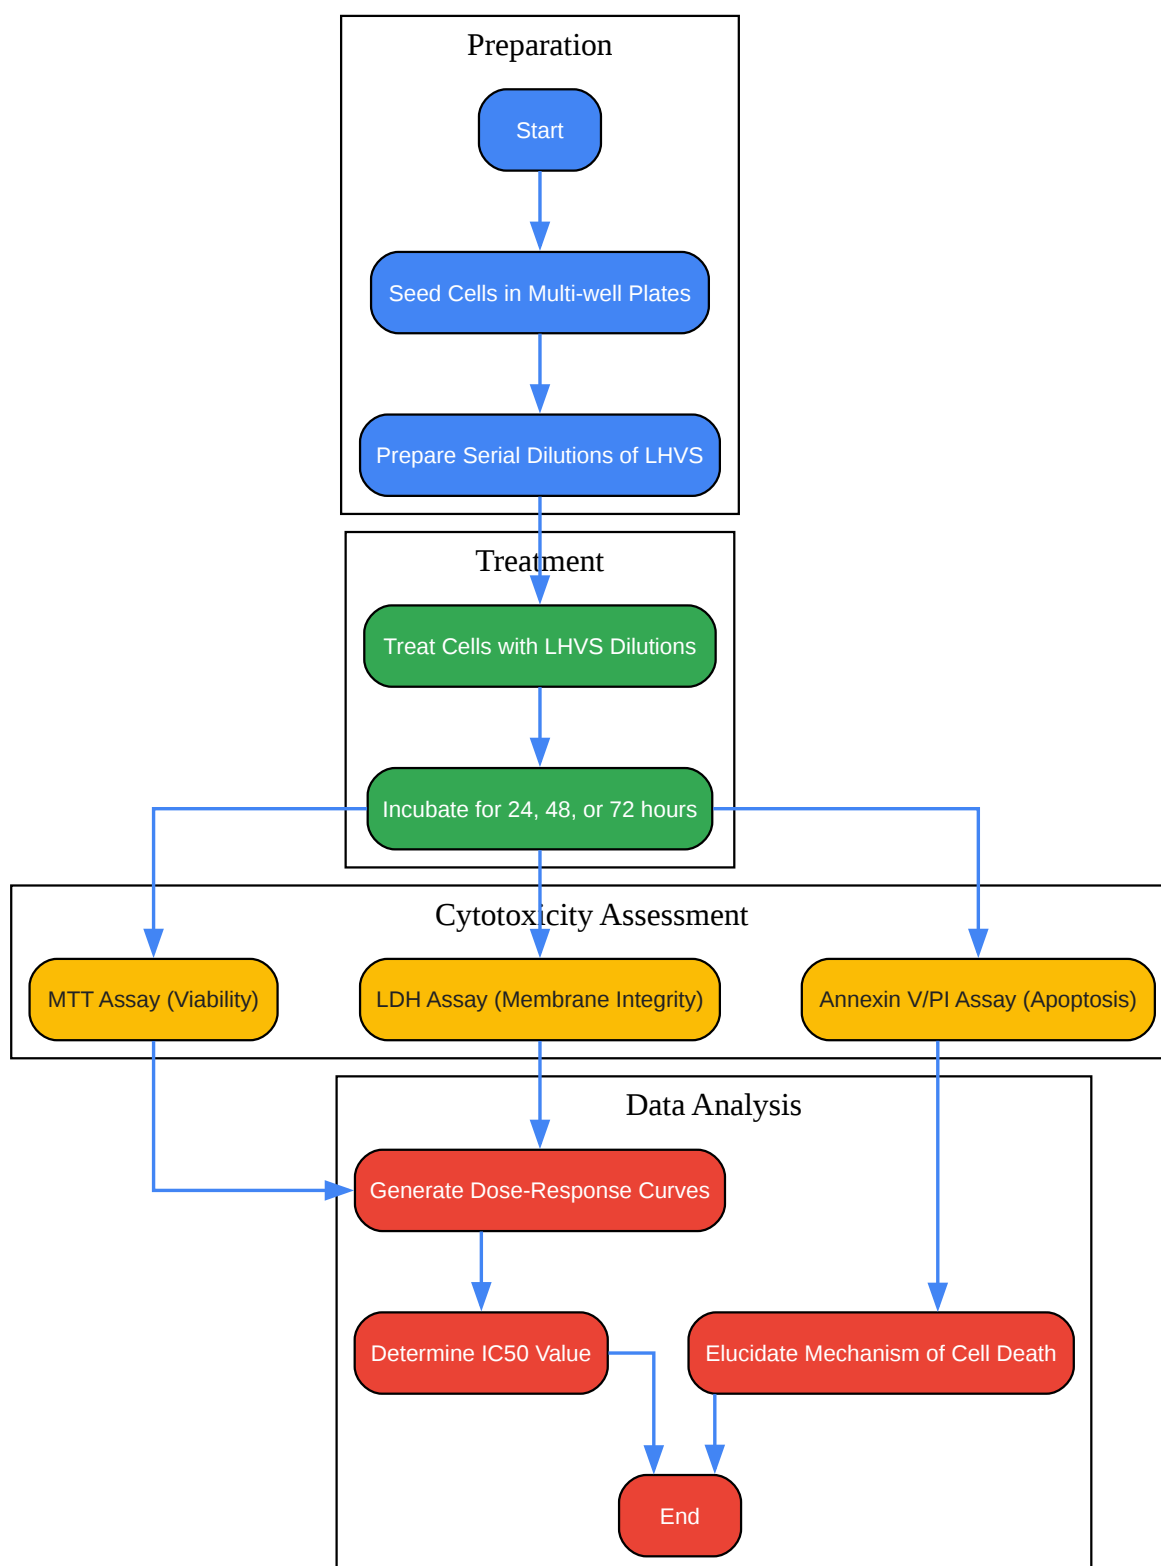 Preparation
Start
Seed Cells in Multi-well Plates
Prepare Serial Dilutions of LHVS
Treatment
Treat Cells with LHVS Dilutions
Incubate for 24, 48, or 72 hours
Cytotoxicity Assessment
MTT Assay (Viability)
LDH Assay (Membrane Integrity)
Annexin V/PI Assay (Apoptosis)
Data Analysis
Generate Dose-Response Curves
Determine IC50 Value
Elucidate Mechanism of Cell Death
End